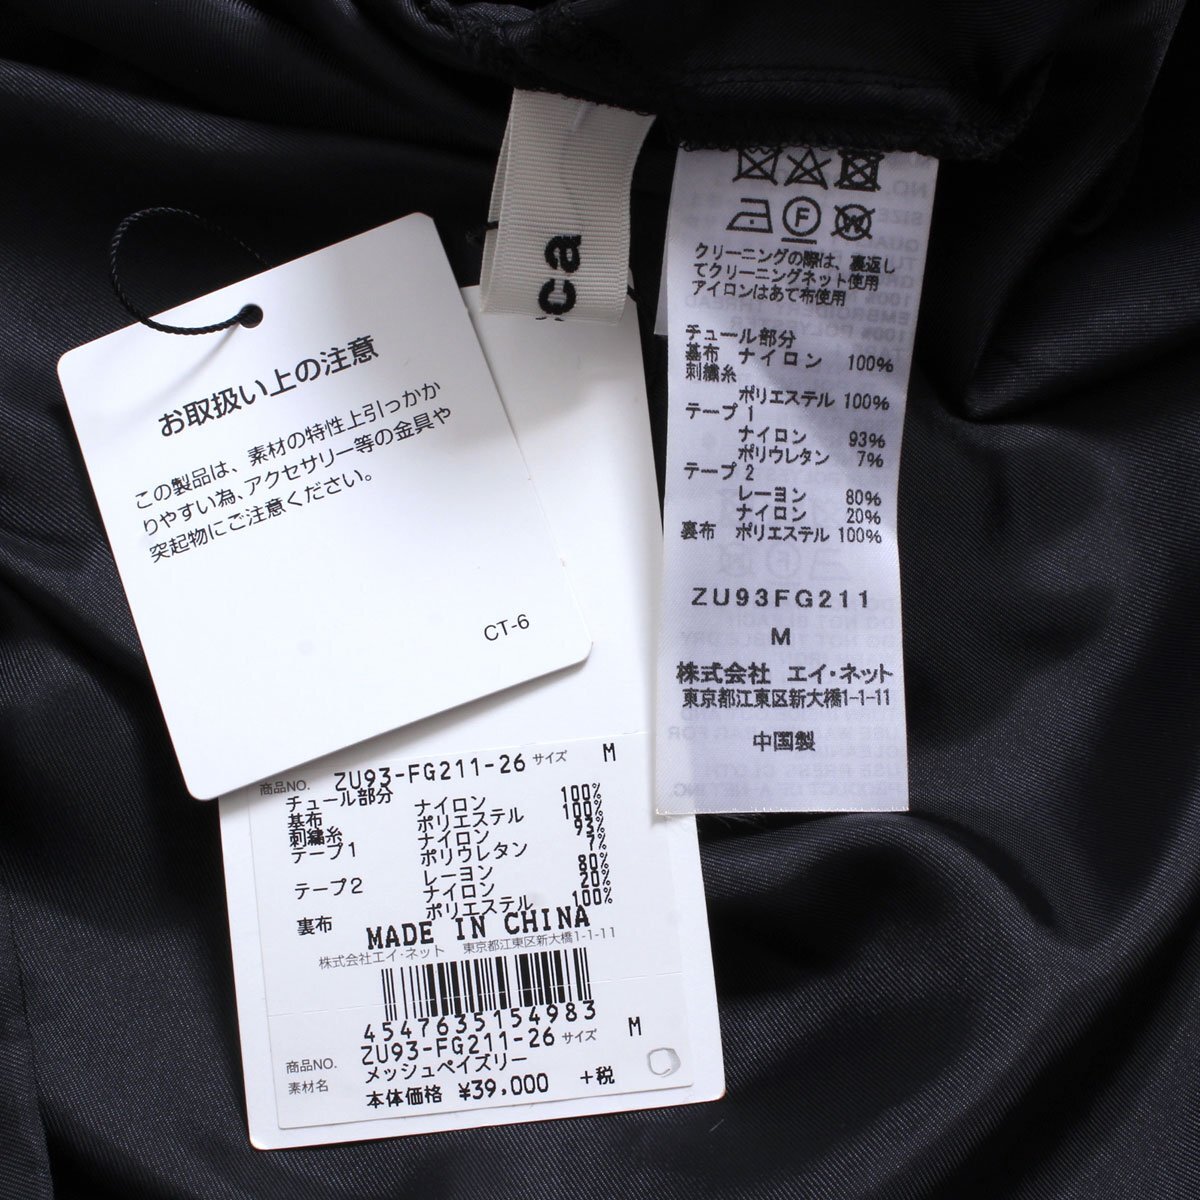 ca
お取扱い上の注意
この製品は、素材の特性上引っかか
りやすい為、アクセサリー等の金具や
突起物にご注意ください。
CT-6
F
W
クリーニングの際は、裏返し
てクリーニングネット使用
アイロンはあて布使用
チュール部分
基布 ナイロン 100%
刺繍糸
ポリエステル 100%
テープ1
ナイロン 93%
ポリウレタン 7%
テープ2
レーヨン 80%
ナイロン 20%
裏布 ポリエステル 100%
ZU93FG211
M
株式会社 エイ・ネット
東京都江東区新大橋1-1-11
中国製
商品NO. ZU93-FG211-26 サイズ M
チュール部分
基布 ナイロン 100%
刺繍糸 ポリエステル 100%
テープ1 ナイロン 93%
ポリウレタン 7%
テープ2 レーヨン 80%
ナイロン 20%
裏布 ポリエステル 100%
MADE IN CHINA
株式会社エイ・ネット 東京都江東区新大橋1-1-11
4547635154983
商品NO. ZU93-FG211-26 サイズ M
素材名 メッシュペイズリー
本体価格 ¥39,000 +税